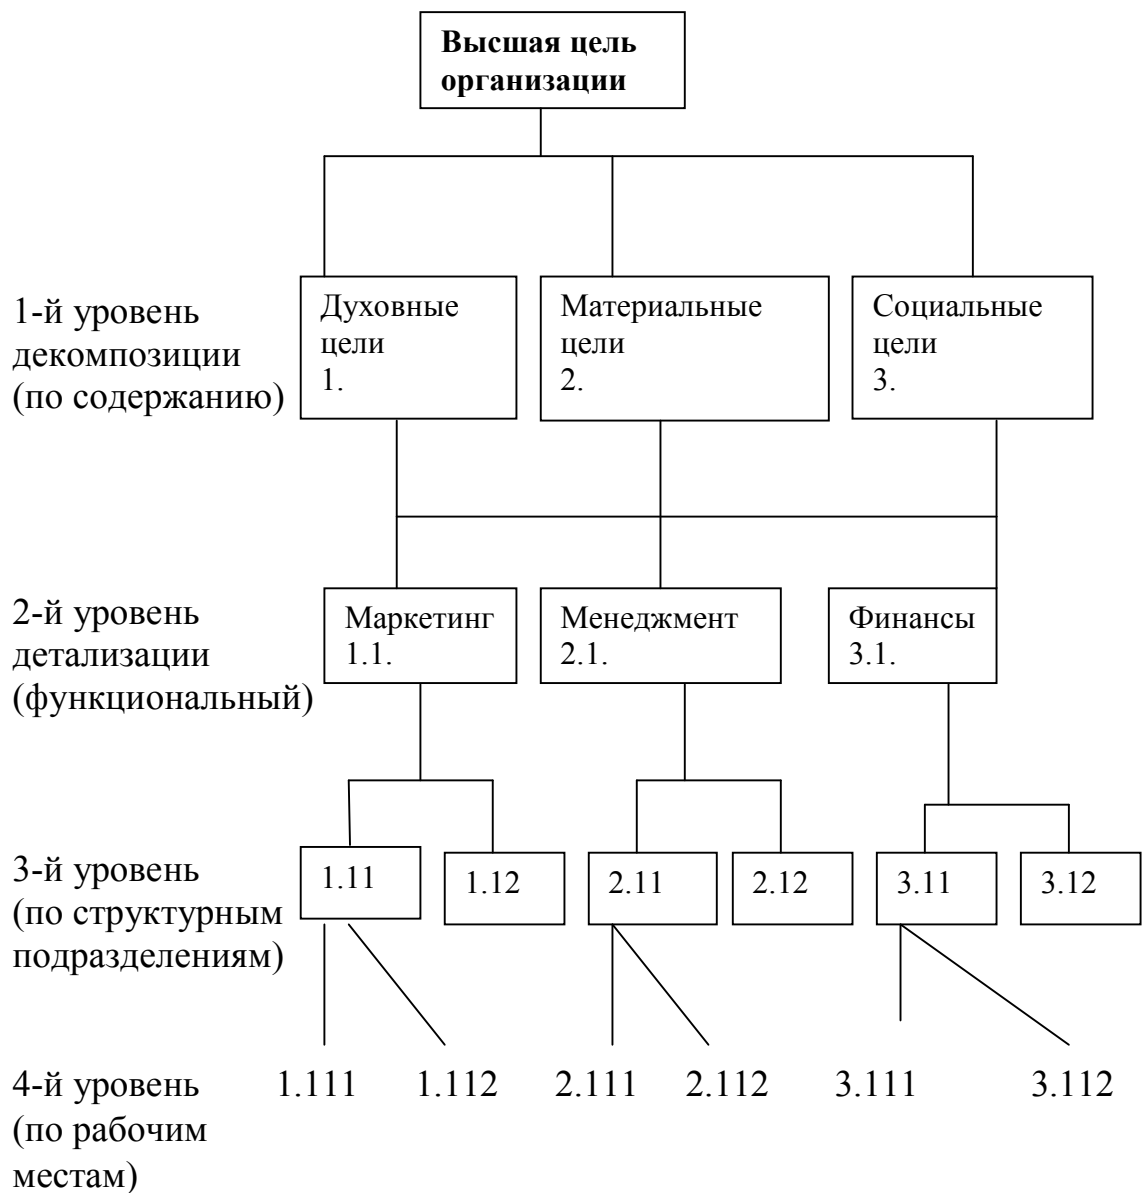 Высшая цель
организации
1-й уровень
декомпозиции
(по содержанию)
Духовные
цели
1.
Материальные
цели
2.
Социальные
цели
3.
2-й уровень
детализации
(функциональный)
Маркетинг
1.1.
Менеджмент
2.1.
Финансы
3.1.
3-й уровень
(по структурным
подразделениям)
1.11
1.12
2.11
2.12
3.11
3.12
4-й уровень
(по рабочим
местам)
1.111
1.112
2.111
2.112
3.111
3.112